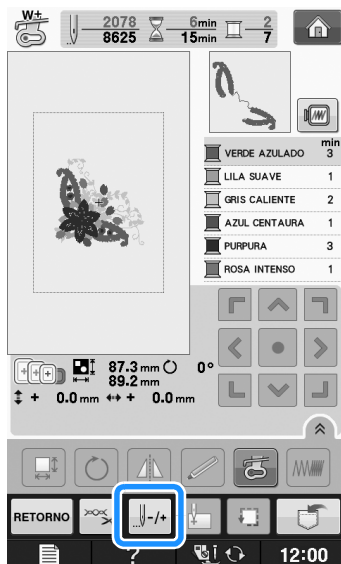 W+
2078 6min 2
8625 15min 7
min
VERDE AZULADO 3
LILA SUAVE 1
GRIS CALIENTE 2
AZUL CENTAURA 1
PURPURA 3
ROSA INTENSO 1
87.3 mm 0°
89.2 mm
+ 0.0 mm + 0.0 mm
RETORNO -/+
? 12:00